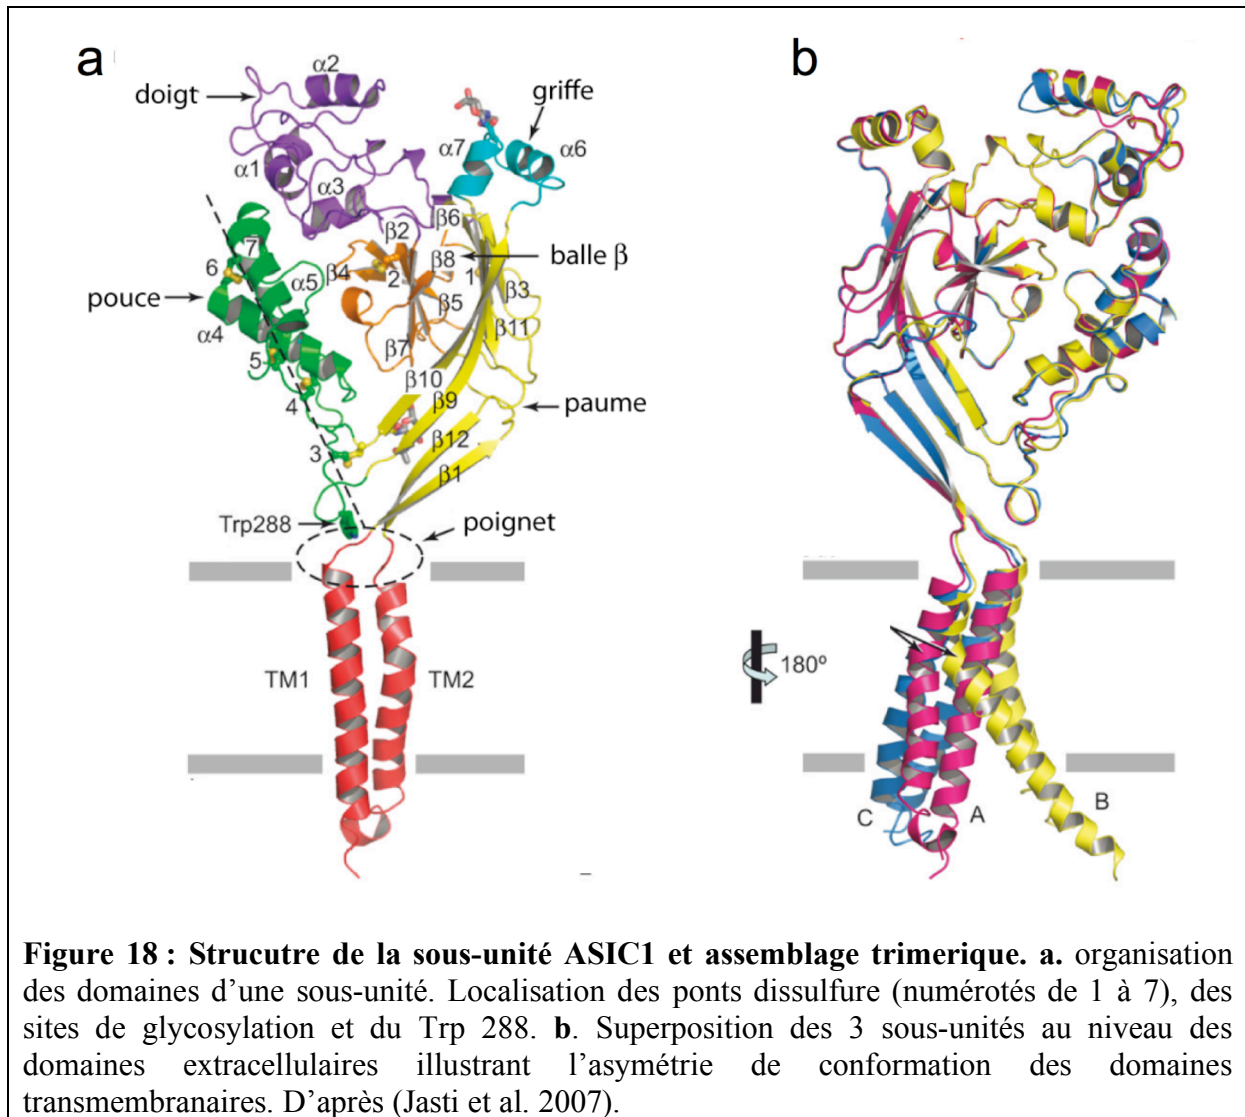 a
b
α2
doigt
griffe
α7
α6
α1
α3
β6
β2
7
β8
balle β
6
α5
β4
2
1
β3
pouce
β5
α4
β11
β7
5
β10
4
β9
paume
β12
3
β1
Trp288
poignet
TM1
TM2
180º
C
A
B
Figure 18 : Strucutre de la sous-unité ASIC1 et assemblage trimerique. a. organisation
des domaines d’une sous-unité. Localisation des ponts dissulfure (numérotés de 1 à 7), des
sites de glycosylation et du Trp 288. b. Superposition des 3 sous-unités au niveau des
domaines extracellulaires illustrant l’asymétrie de conformation des domaines
transmembranaires. D’après (Jasti et al. 2007).